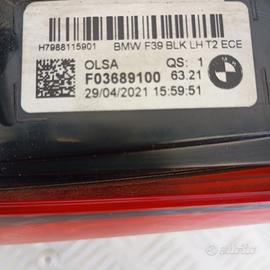 H7988115901 BMW F39 BLK LH T2 ECE
OLSA QS: 1
F03689100 63.21
29/04/2021 15:59:51
subito